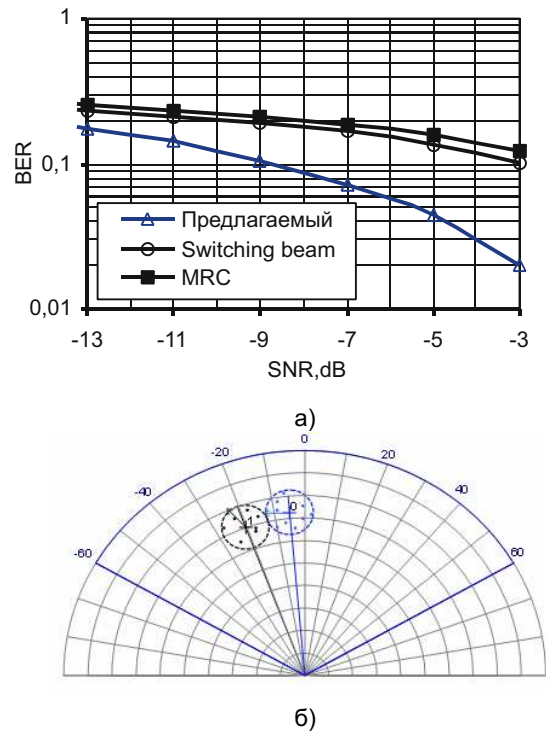 1
0,1
0,01
BER
Предлагаемый
Switching beam
MRC
-13 -11 -9 -7 -5 -3
SNR,dB
а)
0
-20 20
-40 40
-60 60
1 0
б)